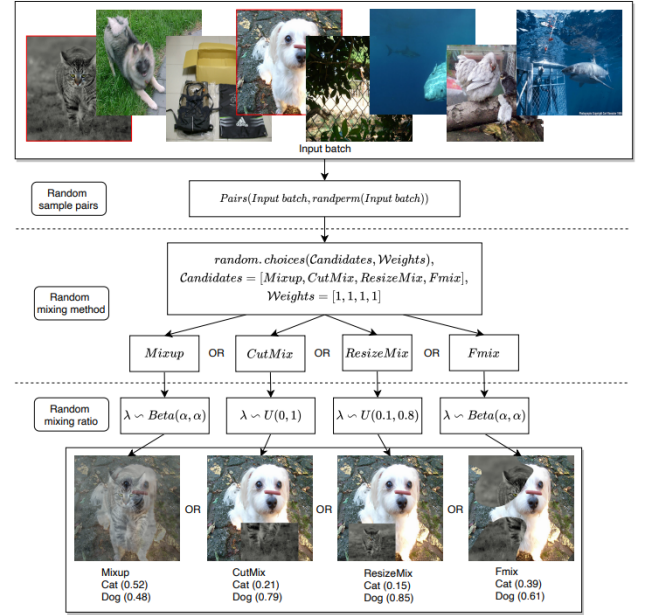 Input batch
Random
sample pairs
Pairs(Input batch, randperm(Input batch))
Random
mixing method
random.choices(Candidates, Weights),
Candidates = [Mixup, CutMix, ResizeMix, Fmix],
Weights = [1, 1, 1, 1]
Mixup OR CutMix OR ResizeMix OR Fmix
Random
mixing ratio
λ ∽ Beta(α, α) λ ∽ U(0, 1) λ ∽ U(0.1, 0.8) λ ∽ Beta(α, α)
OR OR OR
Mixup CutMix ResizeMix Fmix
Cat (0.52) Cat (0.21) Cat (0.15) Cat (0.39)
Dog (0.48) Dog (0.79) Dog (0.85) Dog (0.61)